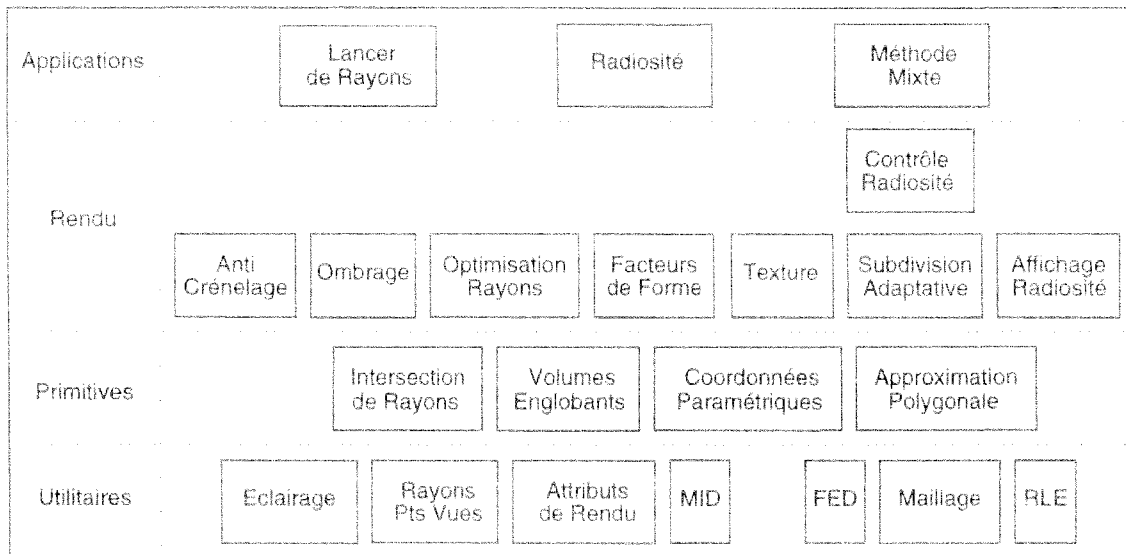 Applications
Lancer
de Rayons
Radiosité
Méthode
Mixte
Rendu
Contrôle
Radiosité
Anti
Crénelage
Ombrage
Optimisation
Rayons
Facteurs
de Forme
Texture
Subdivision
Adaptative
Affichage
Radiosité
Primitives
Intersection
de Rayons
Volumes
Englobants
Coordonnées
Paramétriques
Approximation
Polygonale
Utilitaires
Eclairage
Rayons
Pts Vues
Attributs
de Rendu
MID
FED
Maillage
RLE